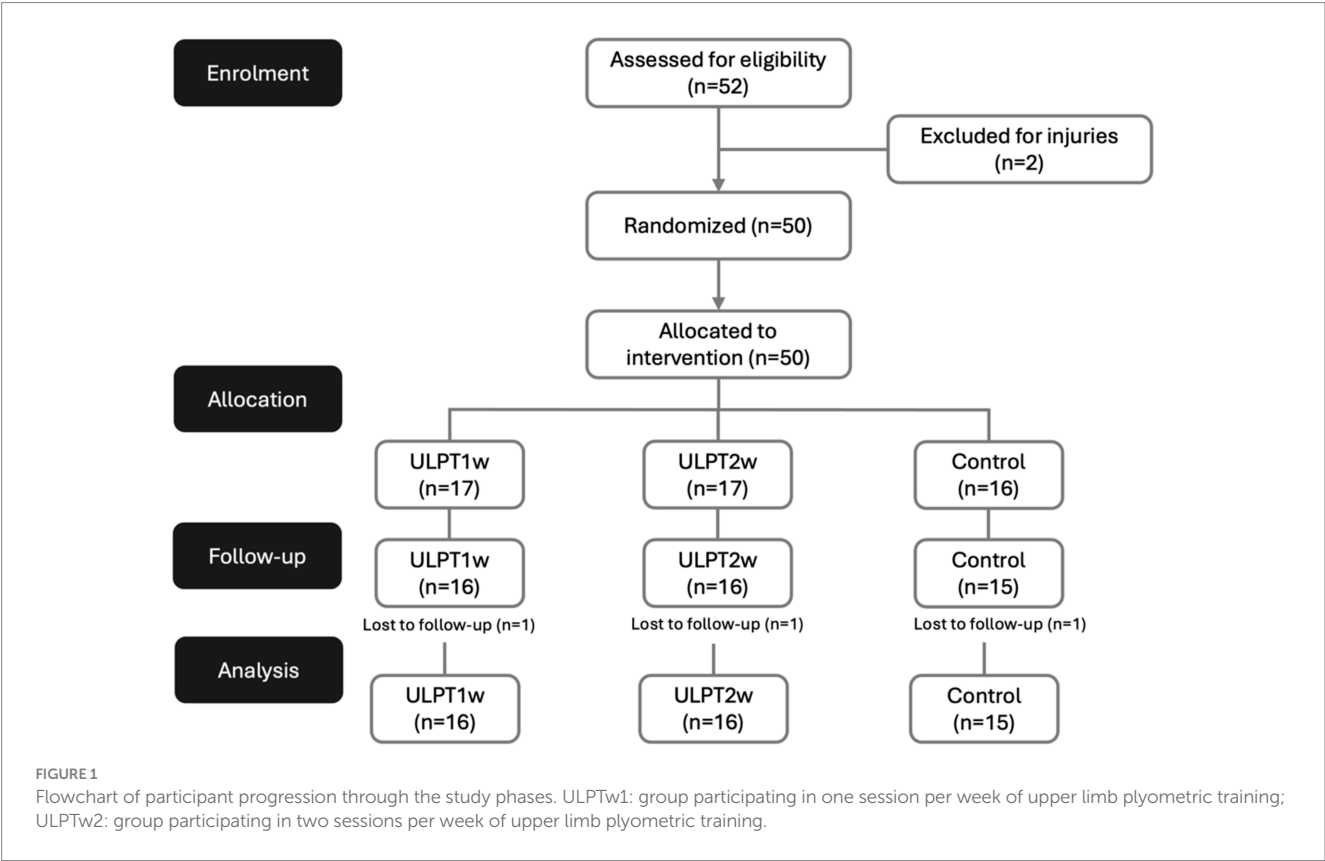 Enrolment
Assessed for eligibility
(n=52)
Excluded for injuries
(n=2)
Randomized (n=50)
Allocated to
intervention (n=50)
Allocation
ULPT1w
(n=17)
ULPT2w
(n=17)
Control
(n=16)
Follow-up
ULPT1w
(n=16)
ULPT2w
(n=16)
Control
(n=15)
Lost to follow-up (n=1)
Lost to follow-up (n=1)
Lost to follow-up (n=1)
Analysis
ULPT1w
(n=16)
ULPT2w
(n=16)
Control
(n=15)
FIGURE 1
Flowchart of participant progression through the study phases. ULPTw1: group participating in one session per week of upper limb plyometric training;
ULPTw2: group participating in two sessions per week of upper limb plyometric training.